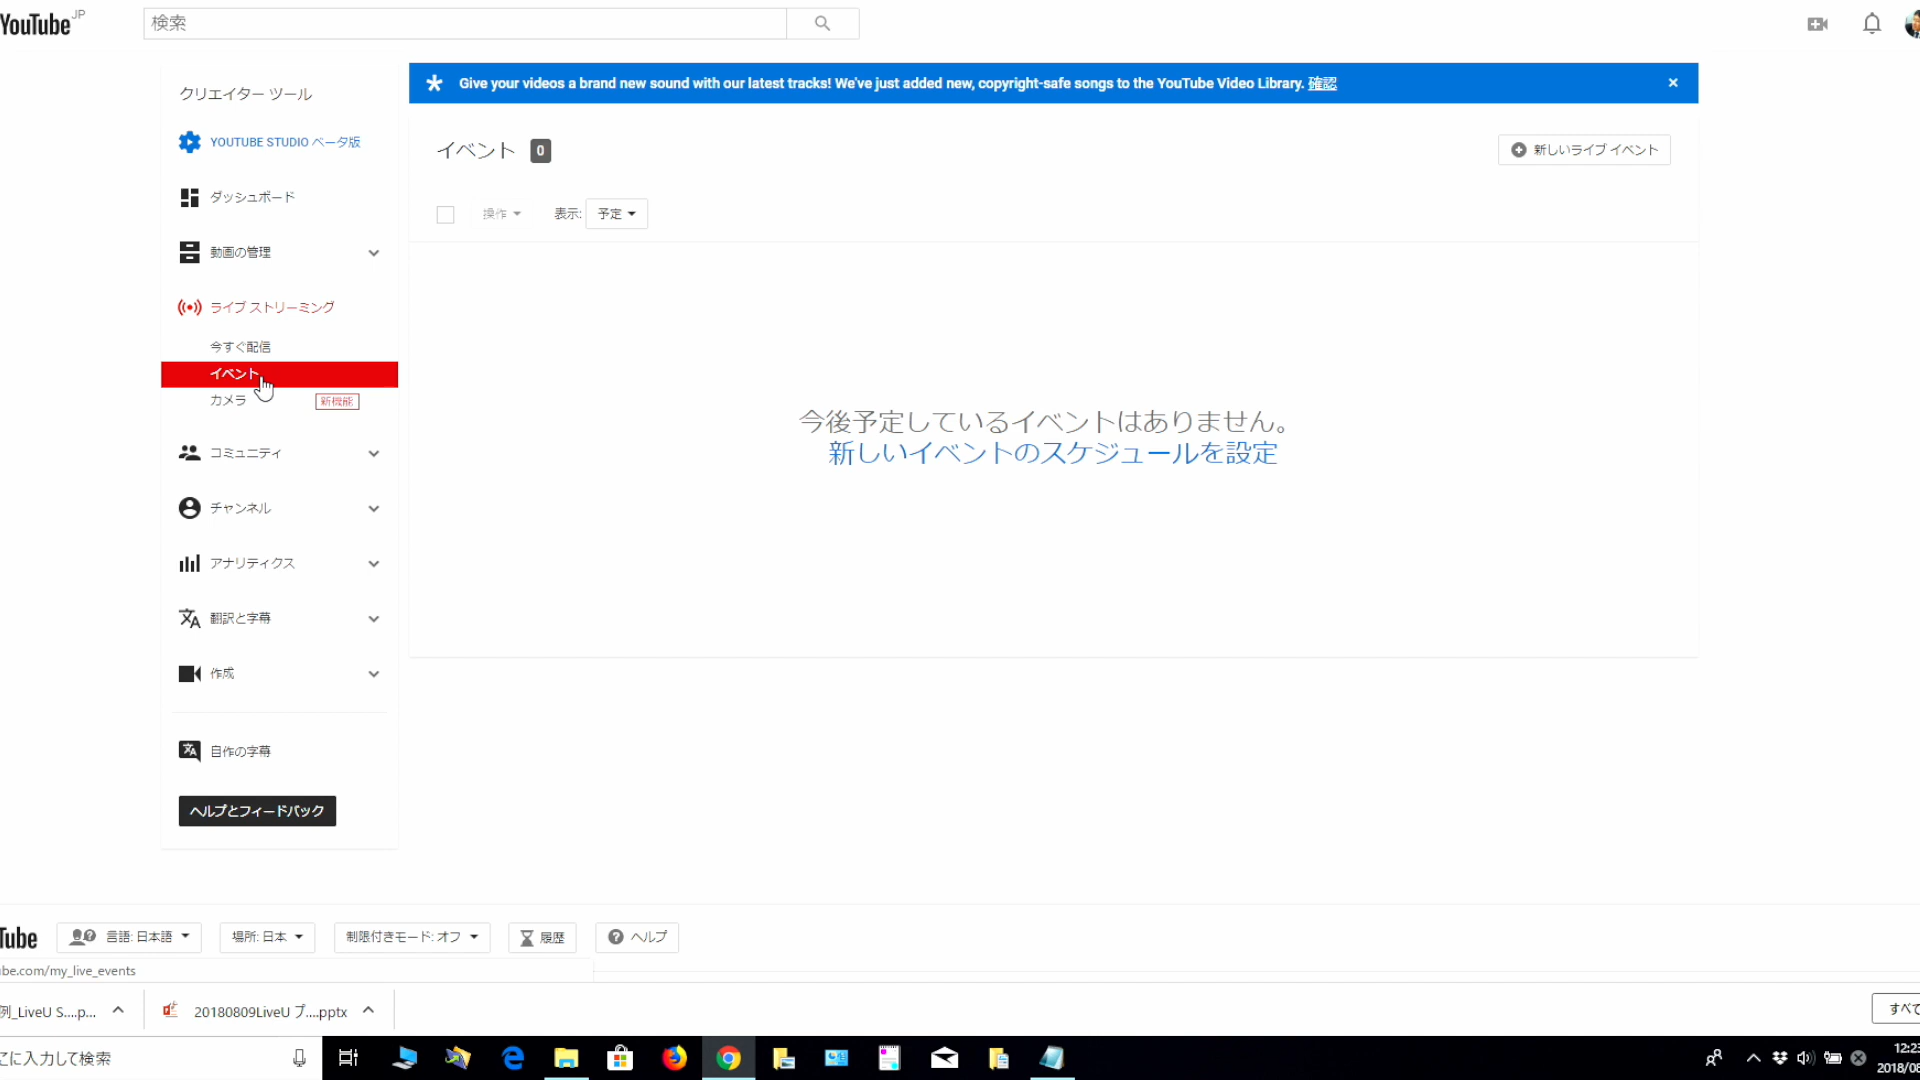 YouTube JP
検索
クリエイター ツール
YOUTUBE STUDIO ベータ版
ダッシュボード
動画の管理
ライブ ストリーミング
今すぐ配信
イベント
カメラ
新機能
コミュニティ
チャンネル
アナリティクス
翻訳と字幕
作成
自作の字幕
ヘルプとフィードバック
Give your videos a brand new sound with our latest tracks! We've just added new, copyright-safe songs to the YouTube Video Library. 確認
イベント 0
新しいライブ イベント
操作
表示: 予定
今後予定しているイベントはありません。
新しいイベントのスケジュールを設定
Tube
言語: 日本語
場所: 日本
制限付きモード: オフ
履歴
ヘルプ
be.com/my_live_events
例_LiveU S....p...
20180809LiveU プ....pptx
すべて
に入力して検索
12:23
2018/08